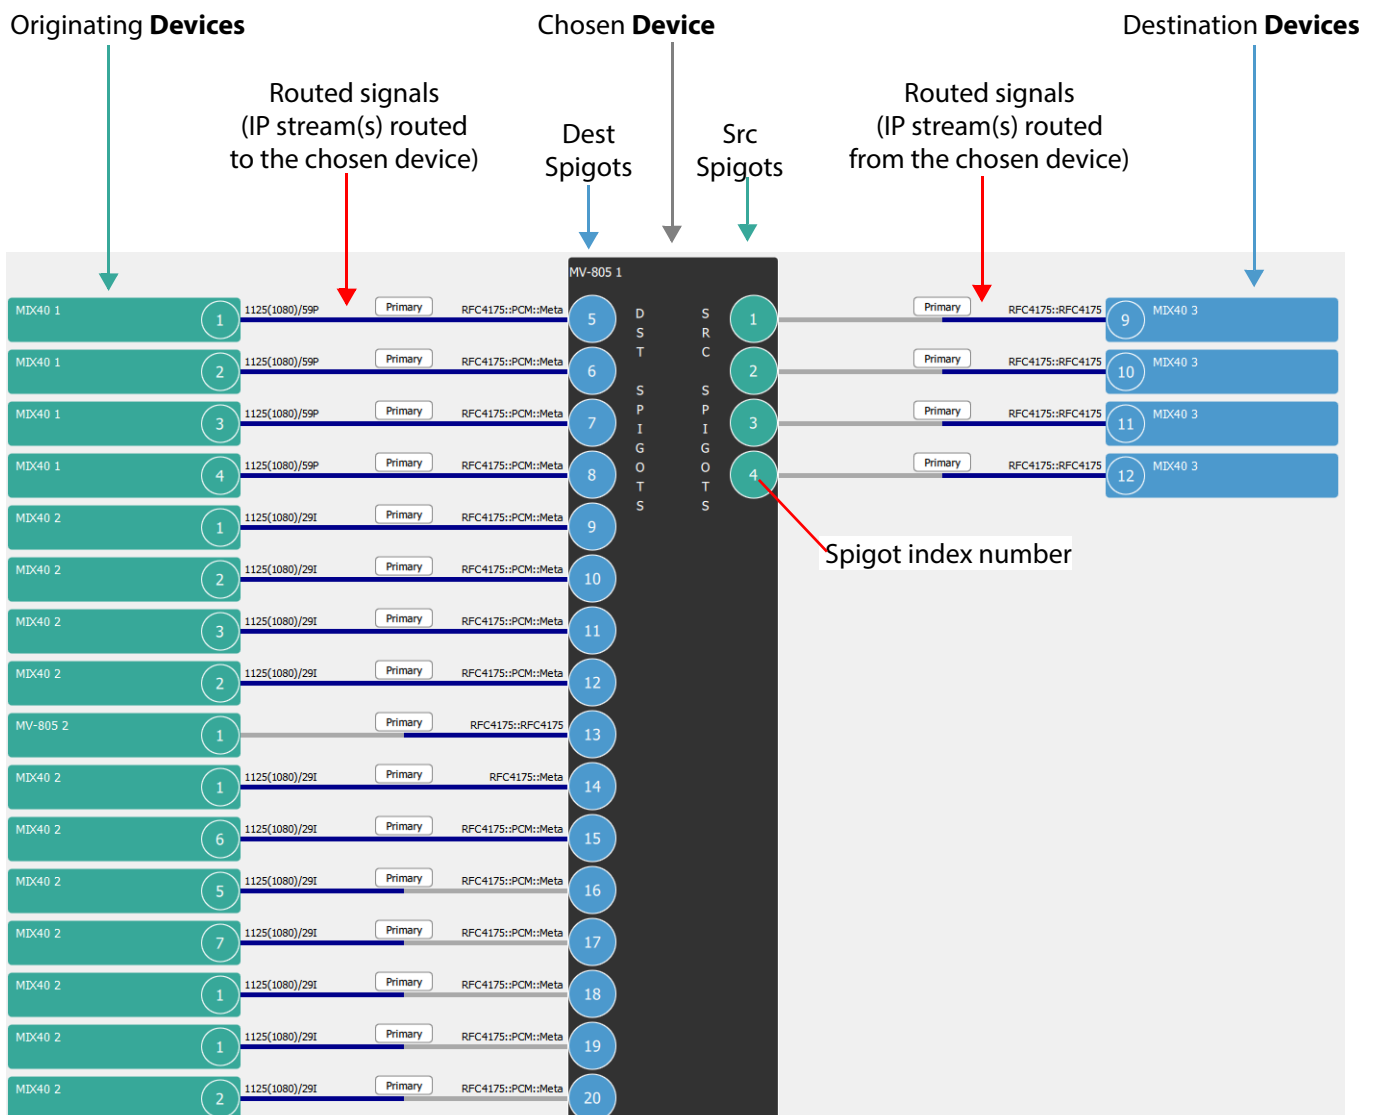 Originating Devices
Chosen Device
Destination Devices
Routed signals
(IP stream(s) routed
to the chosen device)
Dest
Spigots
Src
Spigots
Routed signals
(IP stream(s) routed
from the chosen device)
MV-805 1
DST SPIGOTS
SRC SPIGOTS
MIX40 1 1 1125(1080)/59P Primary RFC4175::PCM::Meta 5
1 Primary RFC4175::RFC4175 9 MIX40 3
MIX40 1 2 1125(1080)/59P Primary RFC4175::PCM::Meta 6
2 Primary RFC4175::RFC4175 10 MIX40 3
MIX40 1 3 1125(1080)/59P Primary RFC4175::PCM::Meta 7
3 Primary RFC4175::RFC4175 11 MIX40 3
MIX40 1 4 1125(1080)/59P Primary RFC4175::PCM::Meta 8
4 Primary RFC4175::RFC4175 12 MIX40 3
Spigot index number
MIX40 2 1 1125(1080)/29I Primary RFC4175::PCM::Meta 9
MIX40 2 2 1125(1080)/29I Primary RFC4175::PCM::Meta 10
MIX40 2 3 1125(1080)/29I Primary RFC4175::PCM::Meta 11
MIX40 2 2 1125(1080)/29I Primary RFC4175::PCM::Meta 12
MV-805 2 1 Primary RFC4175::RFC4175 13
MIX40 2 1 1125(1080)/29I Primary RFC4175::Meta 14
MIX40 2 6 1125(1080)/29I Primary RFC4175::PCM::Meta 15
MIX40 2 5 1125(1080)/29I Primary RFC4175::PCM::Meta 16
MIX40 2 7 1125(1080)/29I Primary RFC4175::PCM::Meta 17
MIX40 2 1 1125(1080)/29I Primary RFC4175::PCM::Meta 18
MIX40 2 1 1125(1080)/29I Primary RFC4175::PCM::Meta 19
MIX40 2 2 1125(1080)/29I Primary RFC4175::PCM::Meta 20